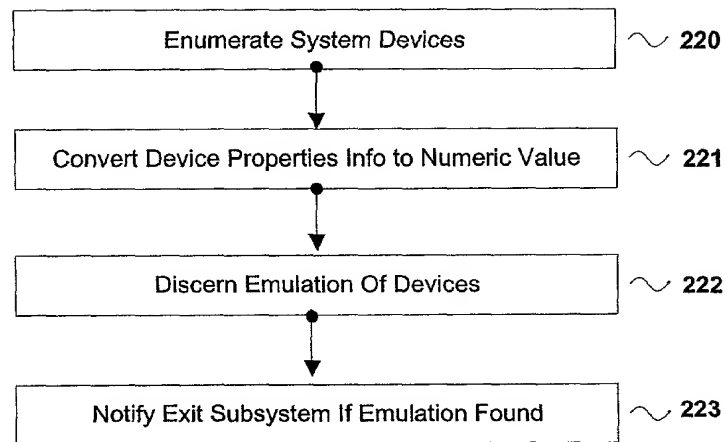 Enumerate System Devices 220
Convert Device Properties Info to Numeric Value 221
Discern Emulation Of Devices 222
Notify Exit Subsystem If Emulation Found 223